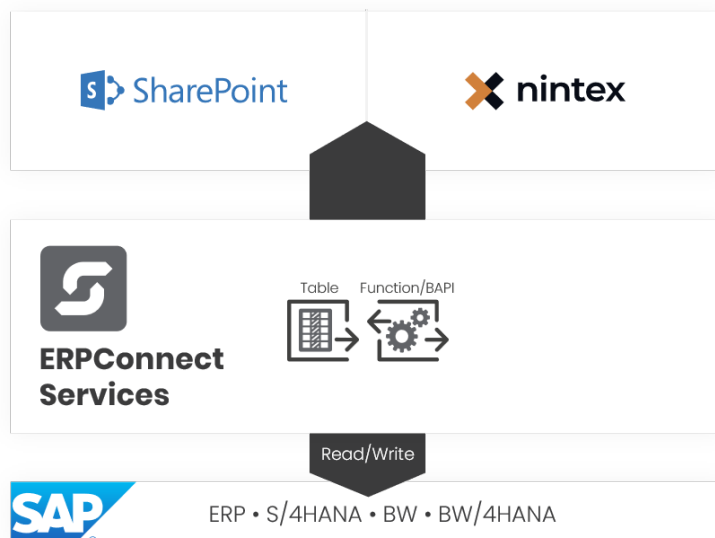 S SharePoint
nintex
Table
Function/BAPI
ERPConnect
Services
Read/Write
SAP
ERP • S/4HANA • BW • BW/4HANA